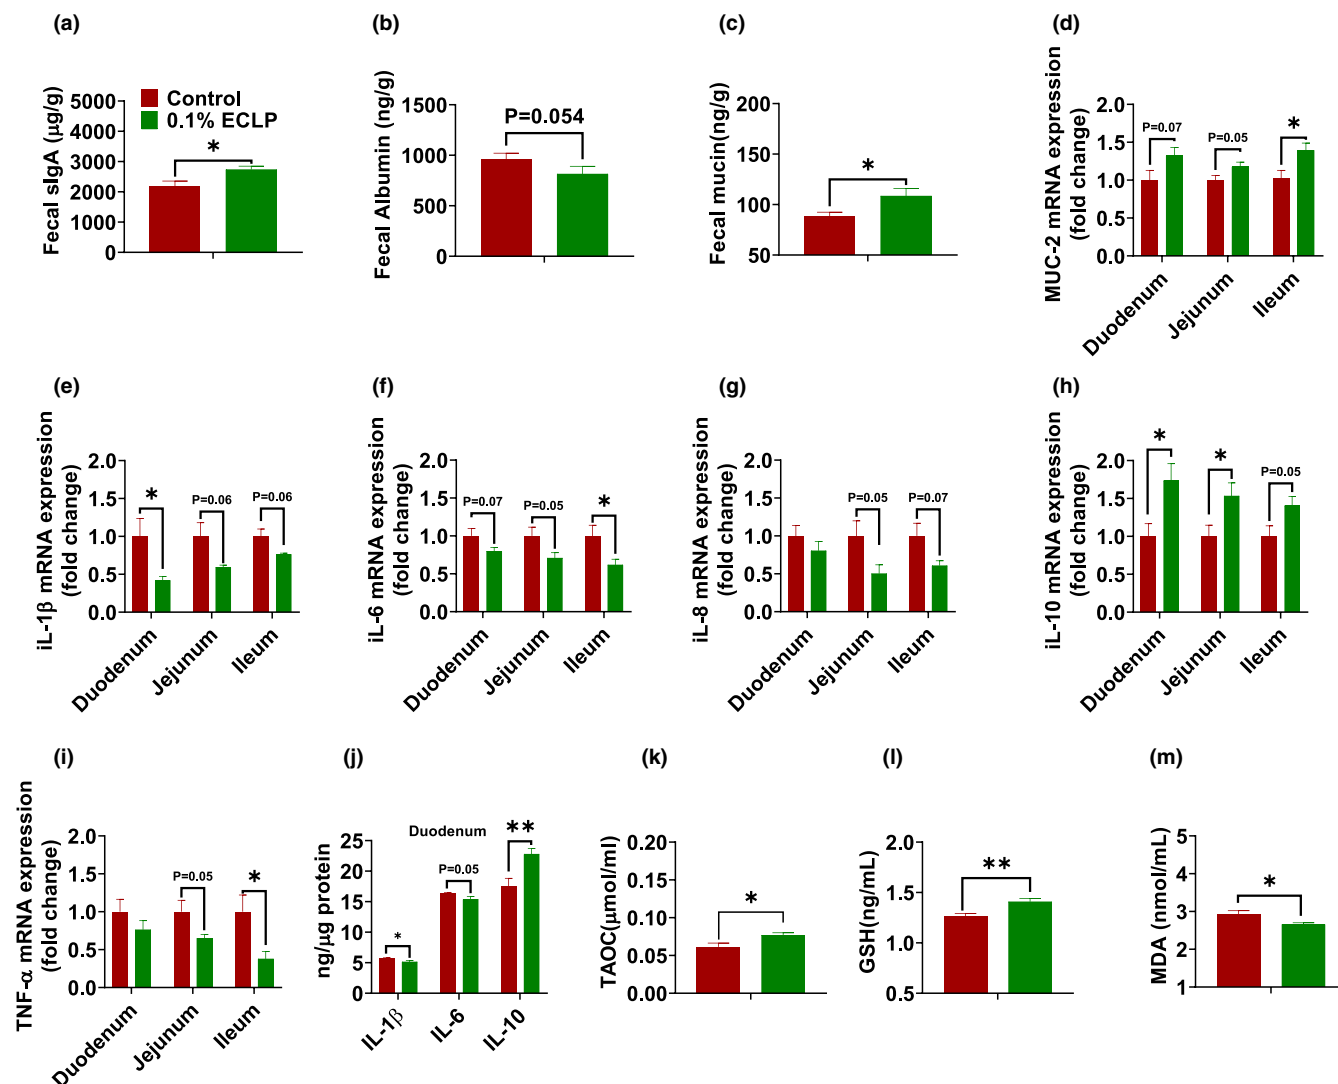 (a)
Fecal sIgA (μg/g)
5000
4000
3000
2000
1000
0
Control
0.1% ECLP
*
(b)
Fecal Albumin (ng/g)
1500
1000
500
0
P=0.054
(c)
Fecal mucin(ng/g)
200
150
100
50
*
(d)
MUC-2 mRNA expression
(fold change)
2.0
1.5
1.0
0.5
0.0
P=0.07
P=0.05
*
Duodenum
Jejunum
Ileum
(e)
iL-1β mRNA expression
(fold change)
2.0
1.5
1.0
0.5
0.0
*
P=0.06
P=0.06
Duodenum
Jejunum
Ileum
(f)
iL-6 mRNA expression
(fold change)
2.0
1.5
1.0
0.5
0.0
P=0.07
P=0.05
*
Duodenum
Jejunum
Ileum
(g)
iL-8 mRNA expression
(fold change)
2.0
1.5
1.0
0.5
0.0
P=0.05
P=0.07
Duodenum
Jejunum
Ileum
(h)
iL-10 mRNA expression
(fold change)
2.0
1.5
1.0
0.5
0.0
*
*
P=0.05
Duodenum
Jejunum
Ileum
(i)
TNF-α mRNA expression
(fold change)
2.0
1.5
1.0
0.5
0.0
P=0.05
*
Duodenum
Jejunum
Ileum
(j)
ng/μg protein
25
20
15
10
5
0
Duodenum
*
P=0.05
**
IL-1β
IL-6
IL-10
(k)
TAOC(μmol/ml)
0.20
0.15
0.10
0.05
0.00
*
(l)
GSH(ng/mL)
2.0
1.5
1.0
0.5
**
(m)
MDA (nmol/mL)
5
4
3
2
1
*